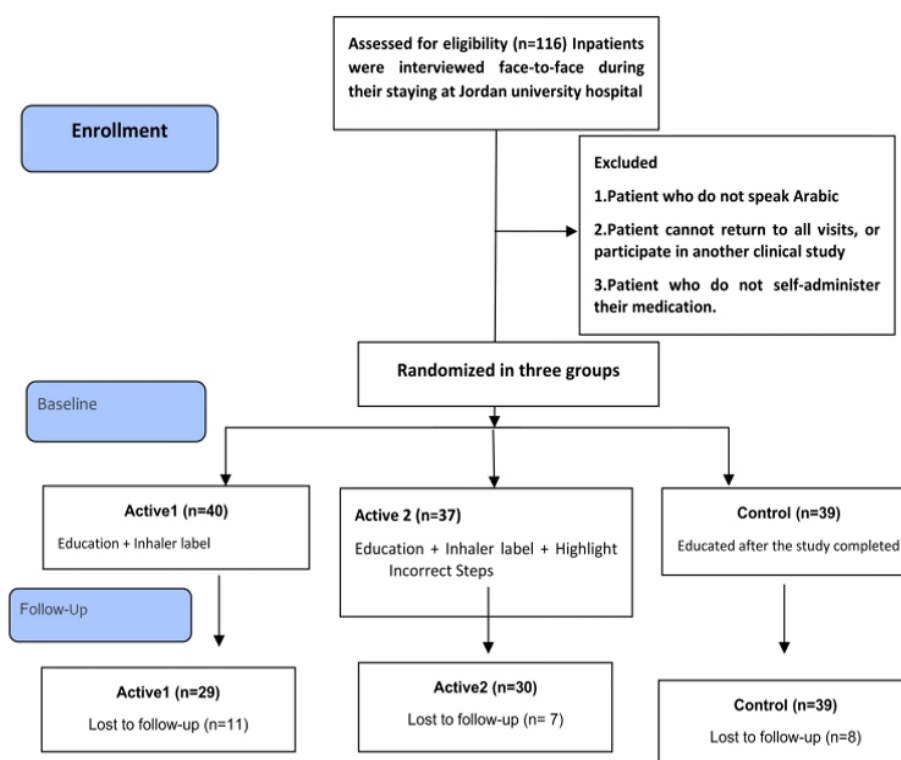 Assessed for eligibility (n=116) Inpatients
were interviewed face-to-face during
their staying at Jordan university hospital
Enrollment
Excluded
1.Patient who do not speak Arabic
2.Patient cannot return to all visits, or
participate in another clinical study
3.Patient who do not self-administer
their medication.
Randomized in three groups
Baseline
Active1 (n=40)
Education + Inhaler label
Active 2 (n=37)
Education + Inhaler label + Highlight
Incorrect Steps
Control (n=39)
Educated after the study completed
Follow-Up
Active1 (n=29)
Lost to follow-up (n=11)
Active2 (n=30)
Lost to follow-up (n= 7)
Control (n=39)
Lost to follow-up (n=8)